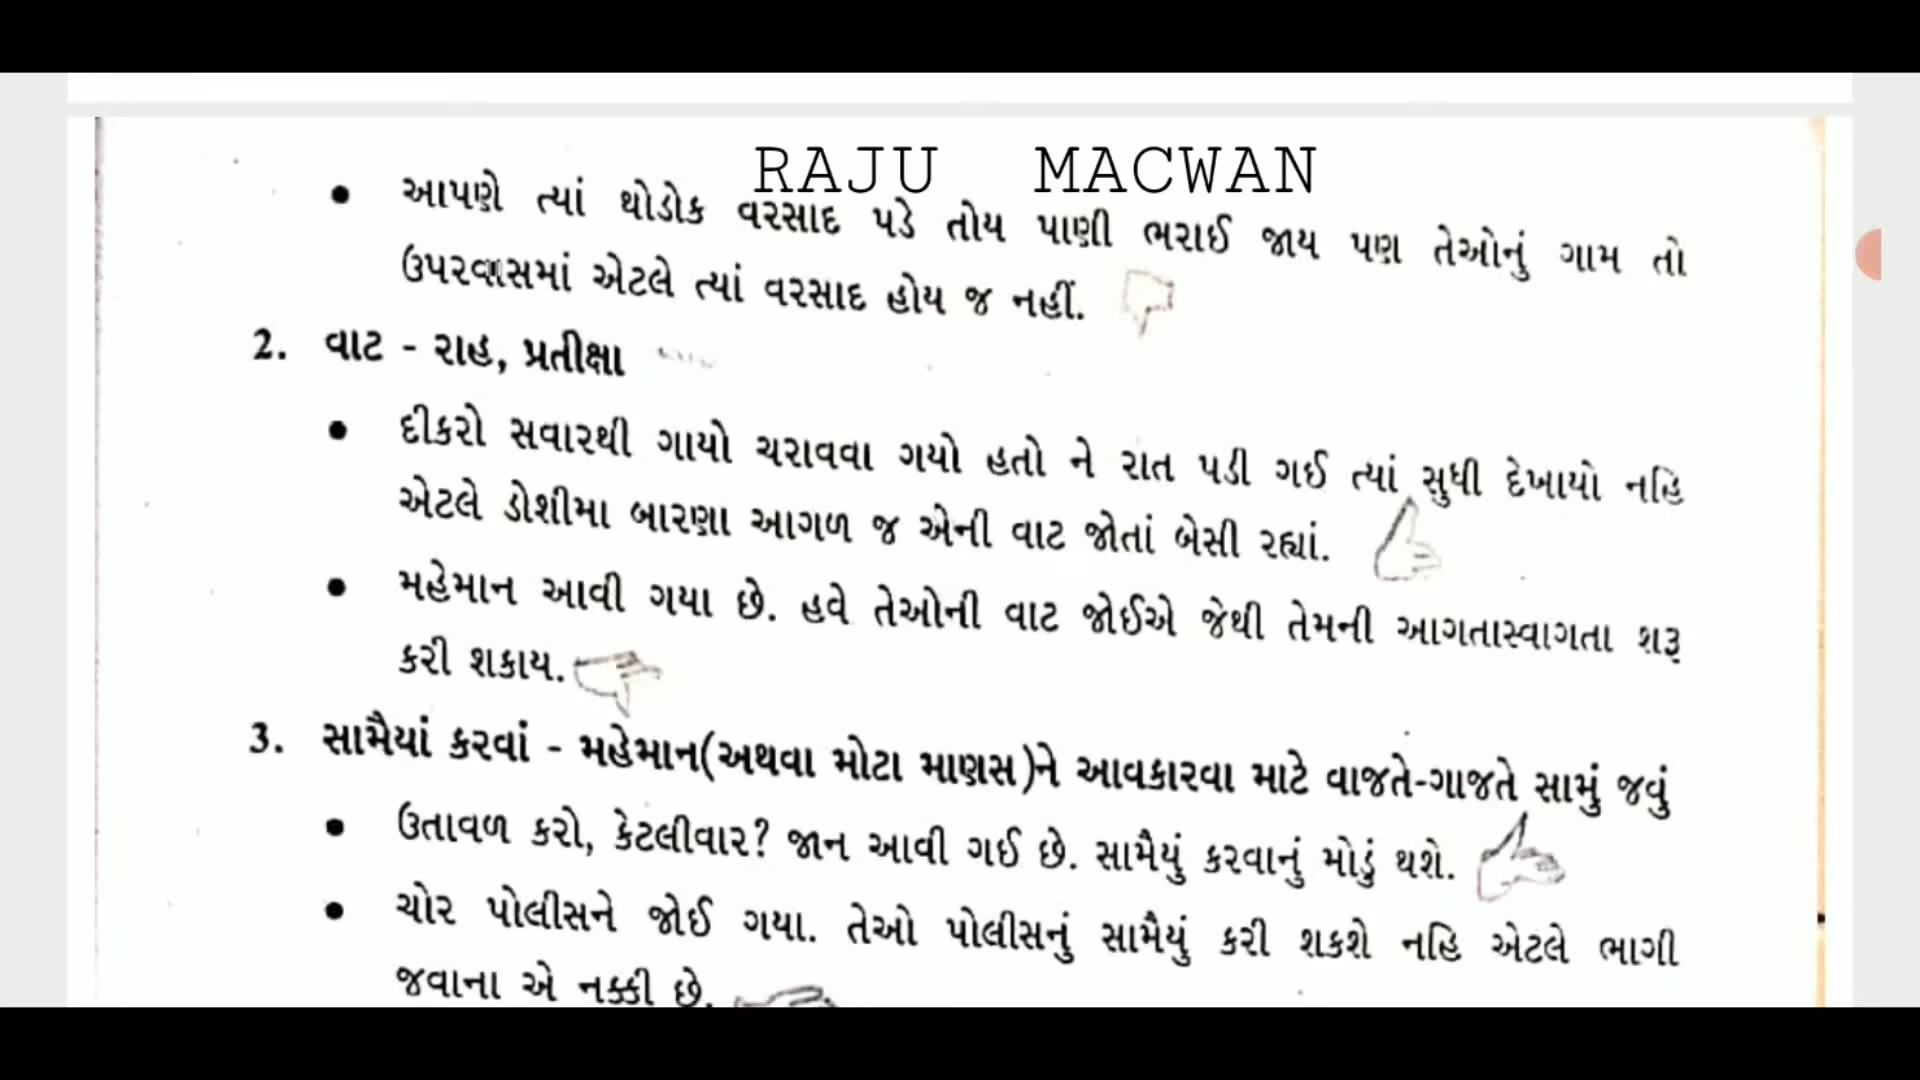 RAJU MACWAN
• આપણે ત્યાં થોડોક વરસાદ પડે તોય પાણી ભરાઈ જાય પણ તેઓનું ગામ તો
ઉપરવાસમાં એટલે ત્યાં વરસાદ હોય જ નહીં.
2. વાટ - રાહ, પ્રતીક્ષા
• દીકરો સવારથી ગાયો ચરાવવા ગયો હતો ને રાત પડી ગઈ ત્યાં સુધી દેખાયો નહિ
એટલે ડોશીમા બારણા આગળ જ એની વાટ જોતાં બેસી રહ્યાં.
• મહેમાન આવી ગયા છે. હવે તેઓની વાટ જોઈએ જેથી તેમની આગતાસ્વાગતા શરૂ
કરી શકાય.
3. સામૈયાં કરવાં - મહેમાન(અથવા મોટા માણસ)ને આવકારવા માટે વાજતે-ગાજતે સામું જવું
• ઉતાવળ કરો, કેટલીવાર? જાન આવી ગઈ છે. સામૈયું કરવાનું મોડું થશે.
• ચોર પોલીસને જોઈ ગયા. તેઓ પોલીસનું સામૈયું કરી શકશે નહિ એટલે ભાગી
જવાના એ નક્કી છે.